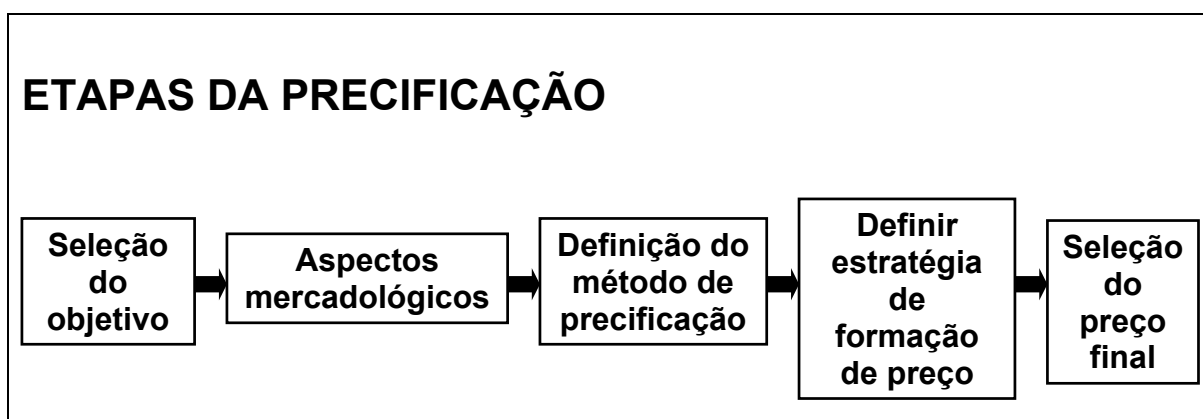 ETAPAS DA PRECIFICAÇÃO
Seleção
do
objetivo
Aspectos
mercadológicos
Definição do
método de
precificação
Definir
estratégia
de
formação
de preço
Seleção
do
preço
final